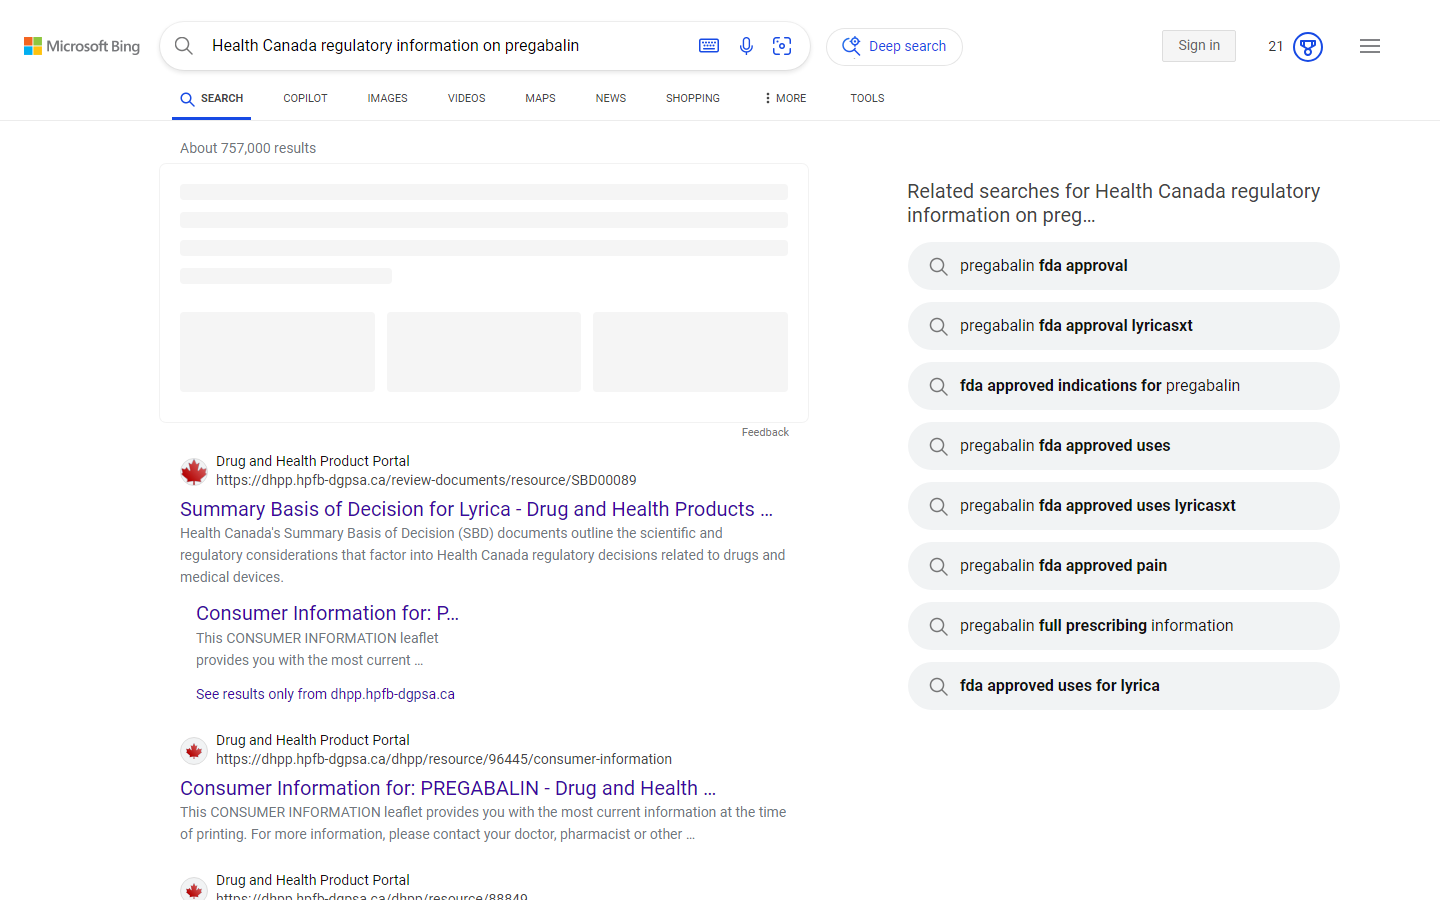 Microsoft Bing
Health Canada regulatory information on pregabalin
Deep search
Sign in
21
SEARCH
COPILOT
IMAGES
VIDEOS
MAPS
NEWS
SHOPPING
MORE
TOOLS
About 757,000 results
Feedback
Drug and Health Product Portal
https://dhpp.hpfb-dgpsa.ca/review-documents/resource/SBD00089
Summary Basis of Decision for Lyrica - Drug and Health Products ...
Health Canada's Summary Basis of Decision (SBD) documents outline the scientific and
regulatory considerations that factor into Health Canada regulatory decisions related to drugs and
medical devices.
Consumer Information for: P...
This CONSUMER INFORMATION leaflet
provides you with the most current ...
See results only from dhpp.hpfb-dgpsa.ca
Drug and Health Product Portal
https://dhpp.hpfb-dgpsa.ca/dhpp/resource/96445/consumer-information
Consumer Information for: PREGABALIN - Drug and Health ...
This CONSUMER INFORMATION leaflet provides you with the most current information at the time
of printing. For more information, please contact your doctor, pharmacist or other ...
Drug and Health Product Portal
https://dhpp.hpfb-dgpsa.ca/dhpp/resource/88849
Related searches for Health Canada regulatory
information on preg...
pregabalin fda approval
pregabalin fda approval lyricasxt
fda approved indications for pregabalin
pregabalin fda approved uses
pregabalin fda approved uses lyricasxt
pregabalin fda approved pain
pregabalin full prescribing information
fda approved uses for lyrica